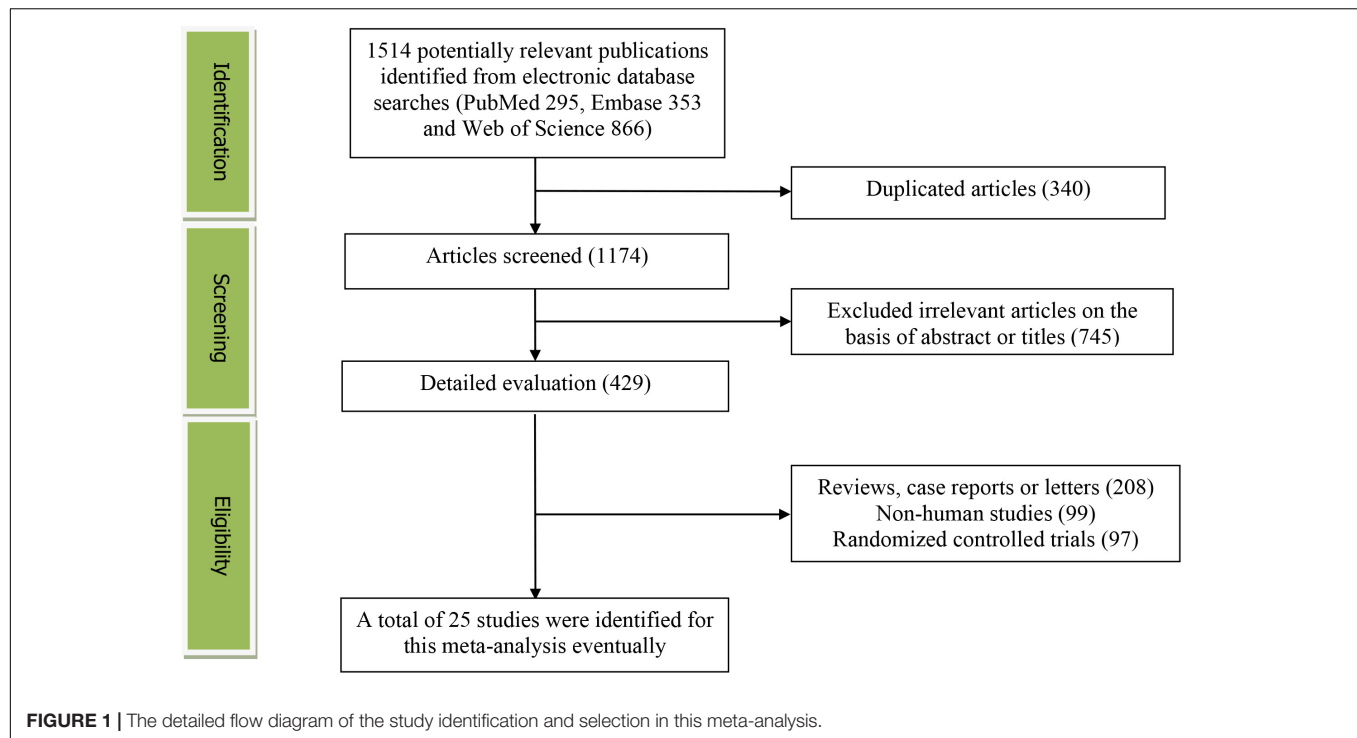 Identification
1514 potentially relevant publications
identified from electronic database
searches (PubMed 295, Embase 353
and Web of Science 866)
Duplicated articles (340)
Screening
Articles screened (1174)
Excluded irrelevant articles on the
basis of abstract or titles (745)
Detailed evaluation (429)
Eligibility
Reviews, case reports or letters (208)
Non-human studies (99)
Randomized controlled trials (97)
A total of 25 studies were identified for
this meta-analysis eventually
FIGURE 1 | The detailed flow diagram of the study identification and selection in this meta-analysis.